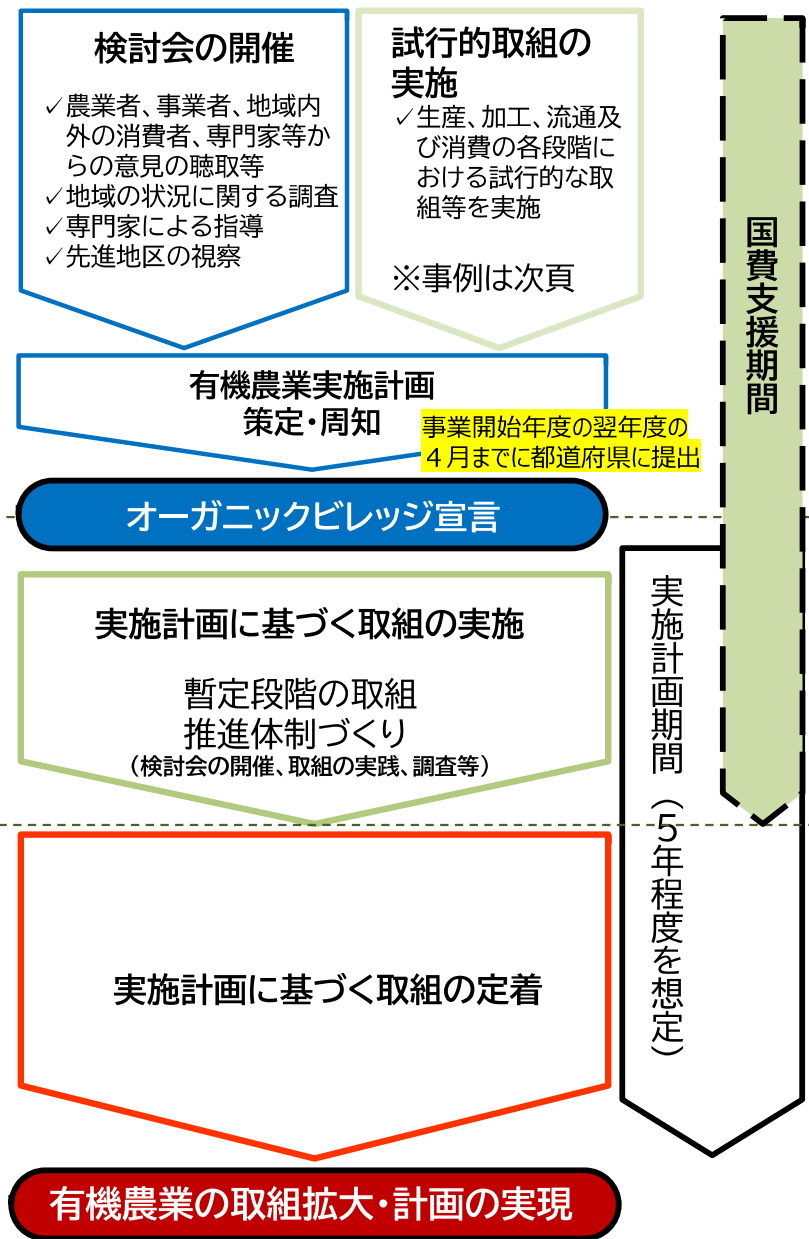 検討会の開催
✓農業者、事業者、地域内
外の消費者、専門家等か
らの意見の聴取等
✓地域の状況に関する調査
✓専門家による指導
✓先進地区の視察
試行的取組の
実施
✓生産、加工、流通及
び消費の各段階に
おける試行的な取
組等を実施
※事例は次頁
国費支援期間
有機農業実施計画
策定・周知
事業開始年度の翌年度の
４月までに都道府県に提出
オーガニックビレッジ宣言
実施計画に基づく取組の実施
暫定段階の取組
推進体制づくり
（検討会の開催、取組の実践、調査等）
実施計画期間（５年程度を想定）
実施計画に基づく取組の定着
有機農業の取組拡大・計画の実現